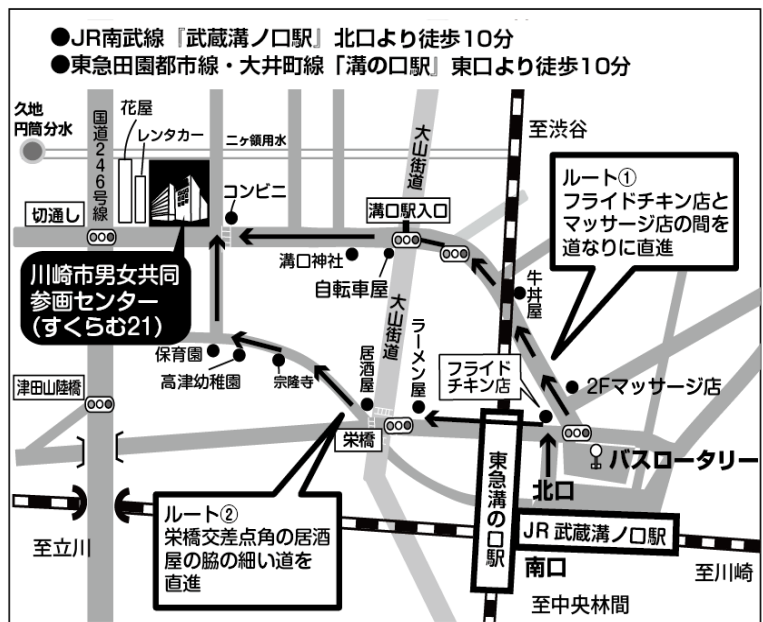 ●JR南武線『武蔵溝ノ口駅』北口より徒歩10分
●東急田園都市線・大井町線「溝の口駅」東口より徒歩10分
久地
円筒分水
国道246号線
花屋
レンタカー
二ヶ領用水
大山街道
至渋谷
コンビニ
切通し
溝口駅入口
ルート①
フライドチキン店と
マッサージ店の間を
道なりに直進
川崎市男女共同
参画センター
(すくらむ21)
溝口神社
自転車屋
牛丼屋
大山街道
保育園
高津幼稚園
宗隆寺
居酒屋
ラーメン屋
フライド
チキン店
2Fマッサージ店
津田山陸橋
栄橋
バスロータリー
北口
東急溝の口駅
ルート②
栄橋交差点角の居酒
屋の脇の細い道を
直進
JR 武蔵溝ノ口駅
至立川
南口
至川崎
至中央林間